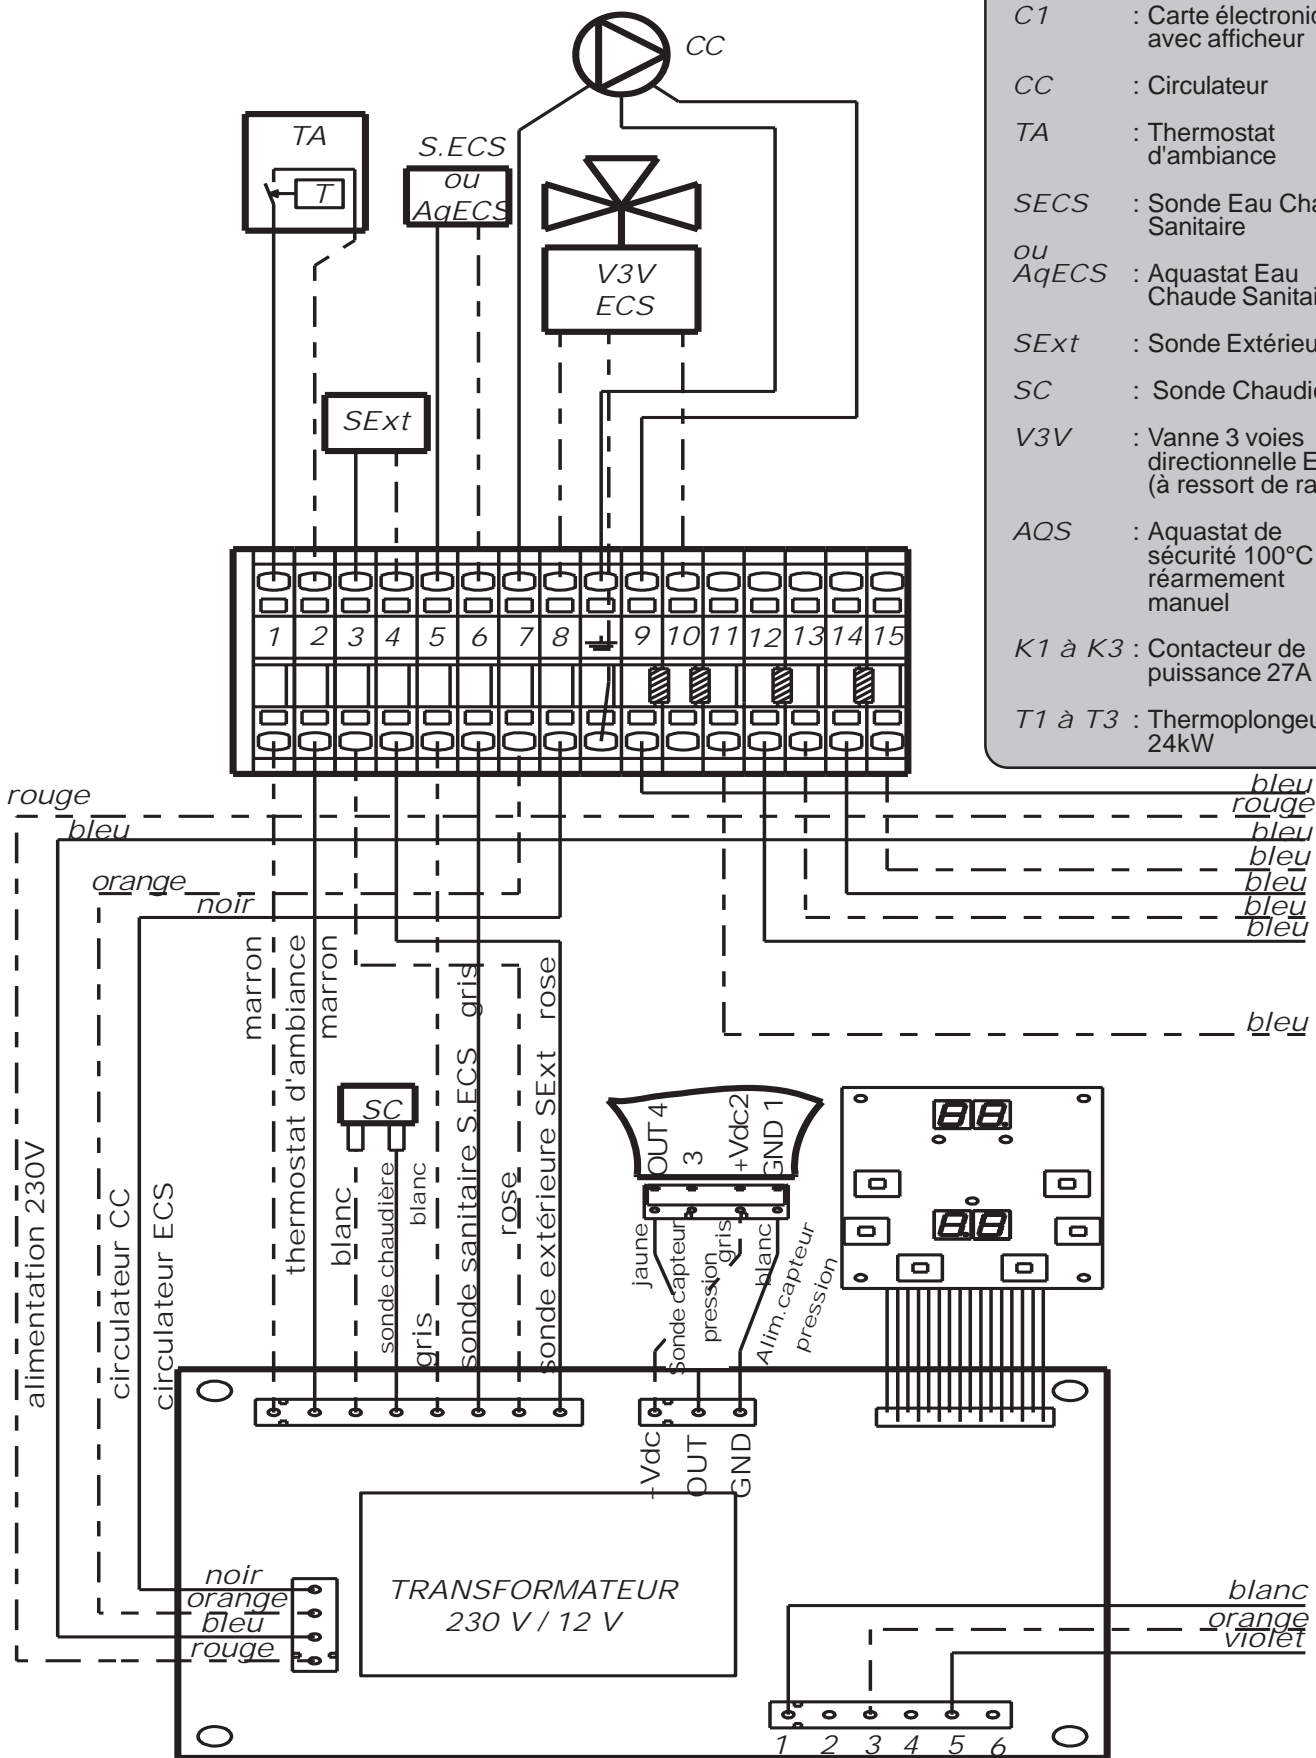 CC
TA
T
S.ECS
ou
AqECS
V3V
ECS
SExt
C1 : Carte électroniq
avec afficheur
CC : Circulateur
TA : Thermostat
d'ambiance
SECS : Sonde Eau Cha
Sanitaire
ou
AqECS : Aquastat Eau
Chaude Sanitai
SExt : Sonde Extérieu
SC : Sonde Chaudiè
V3V : Vanne 3 voies
directionnelle E
(à ressort de ra
AQS : Aquastat de
sécurité 100°C
réarmement
manuel
K1 à K3 : Contacteur de
puissance 27A
T1 à T3 : Thermoplongeu
24kW
1 2 3 4 5 6 7 8 9 10 11 12 13 14 15
rouge
bleu
orange
noir
bleu
rouge
bleu
bleu
bleu
bleu
bleu
bleu
alimentation 230V
circulateur CC
circulateur ECS
marron
thermostat d'ambiance
marron
blanc
SC
sonde chaudière
blanc
gris
sonde sanitaire S.ECS
gris
rose
sonde extérieure SExt
rose
OUT 4
3
+Vdc2
GND 1
jaune
Sonde capteur
pression
gris
blanc
Alim.capteur
pression
88.
8.8
+Vdc
OUT
GND
noir
orange
bleu
rouge
TRANSFORMATEUR
230 V / 12 V
blanc
orange
violet
1 2 3 4 5 6